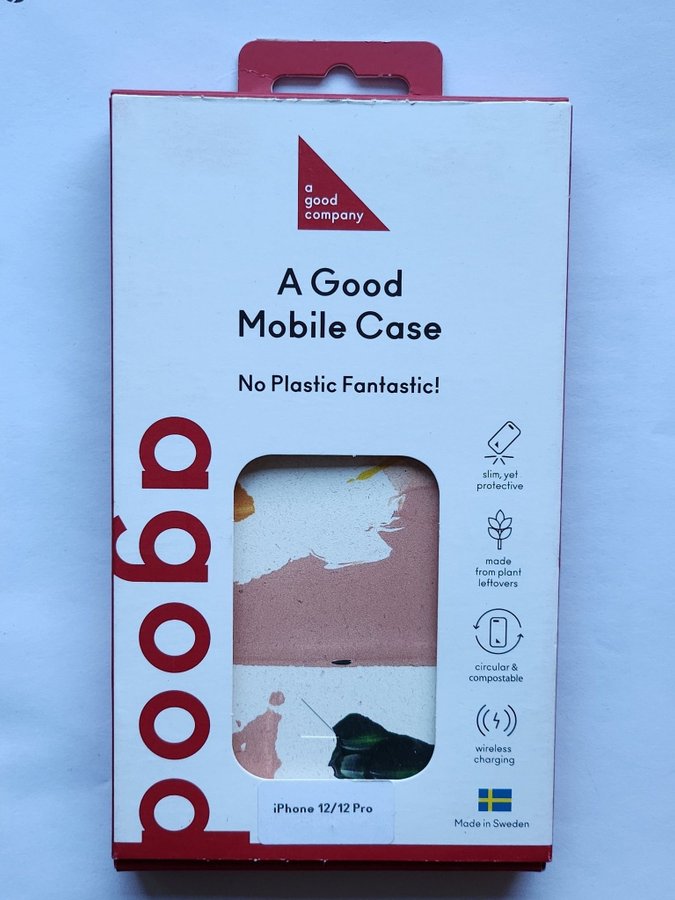 a
good
company
A Good
Mobile Case
No Plastic Fantastic!
agood
slim, yet
protective
made
from plant
leftovers
circular &
compostable
wireless
charging
Made in Sweden
iPhone 12/12 Pro